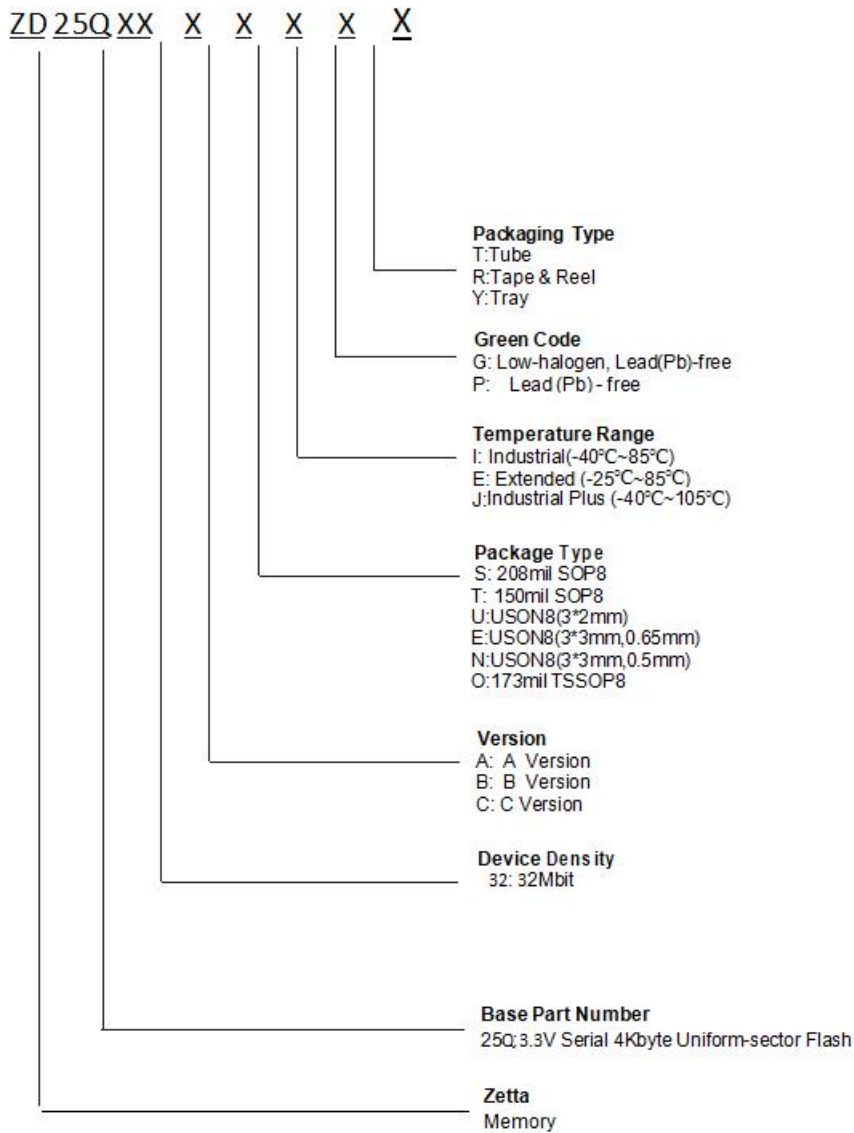 ZD 25Q XX X X X X X
Packaging Type
T:Tube
R:Tape & Reel
Y:Tray
Green Code
G: Low-halogen, Lead(Pb)-free
P: Lead (Pb) - free
Temperature Range
I: Industrial(-40℃~85℃)
E: Extended (-25℃~85℃)
J:Industrial Plus (-40℃~105℃)
Package Type
S: 208mil SOP8
T: 150mil SOP8
U:USON8(3*2mm)
E:USON8(3*3mm,0.65mm)
N:USON8(3*3mm,0.5mm)
O:173mil TSSOP8
Version
A: A Version
B: B Version
C: C Version
Device Density
32: 32Mbit
Base Part Number
25Q;3.3V Serial 4Kbyte Uniform-sector Flash
Zetta
Memory